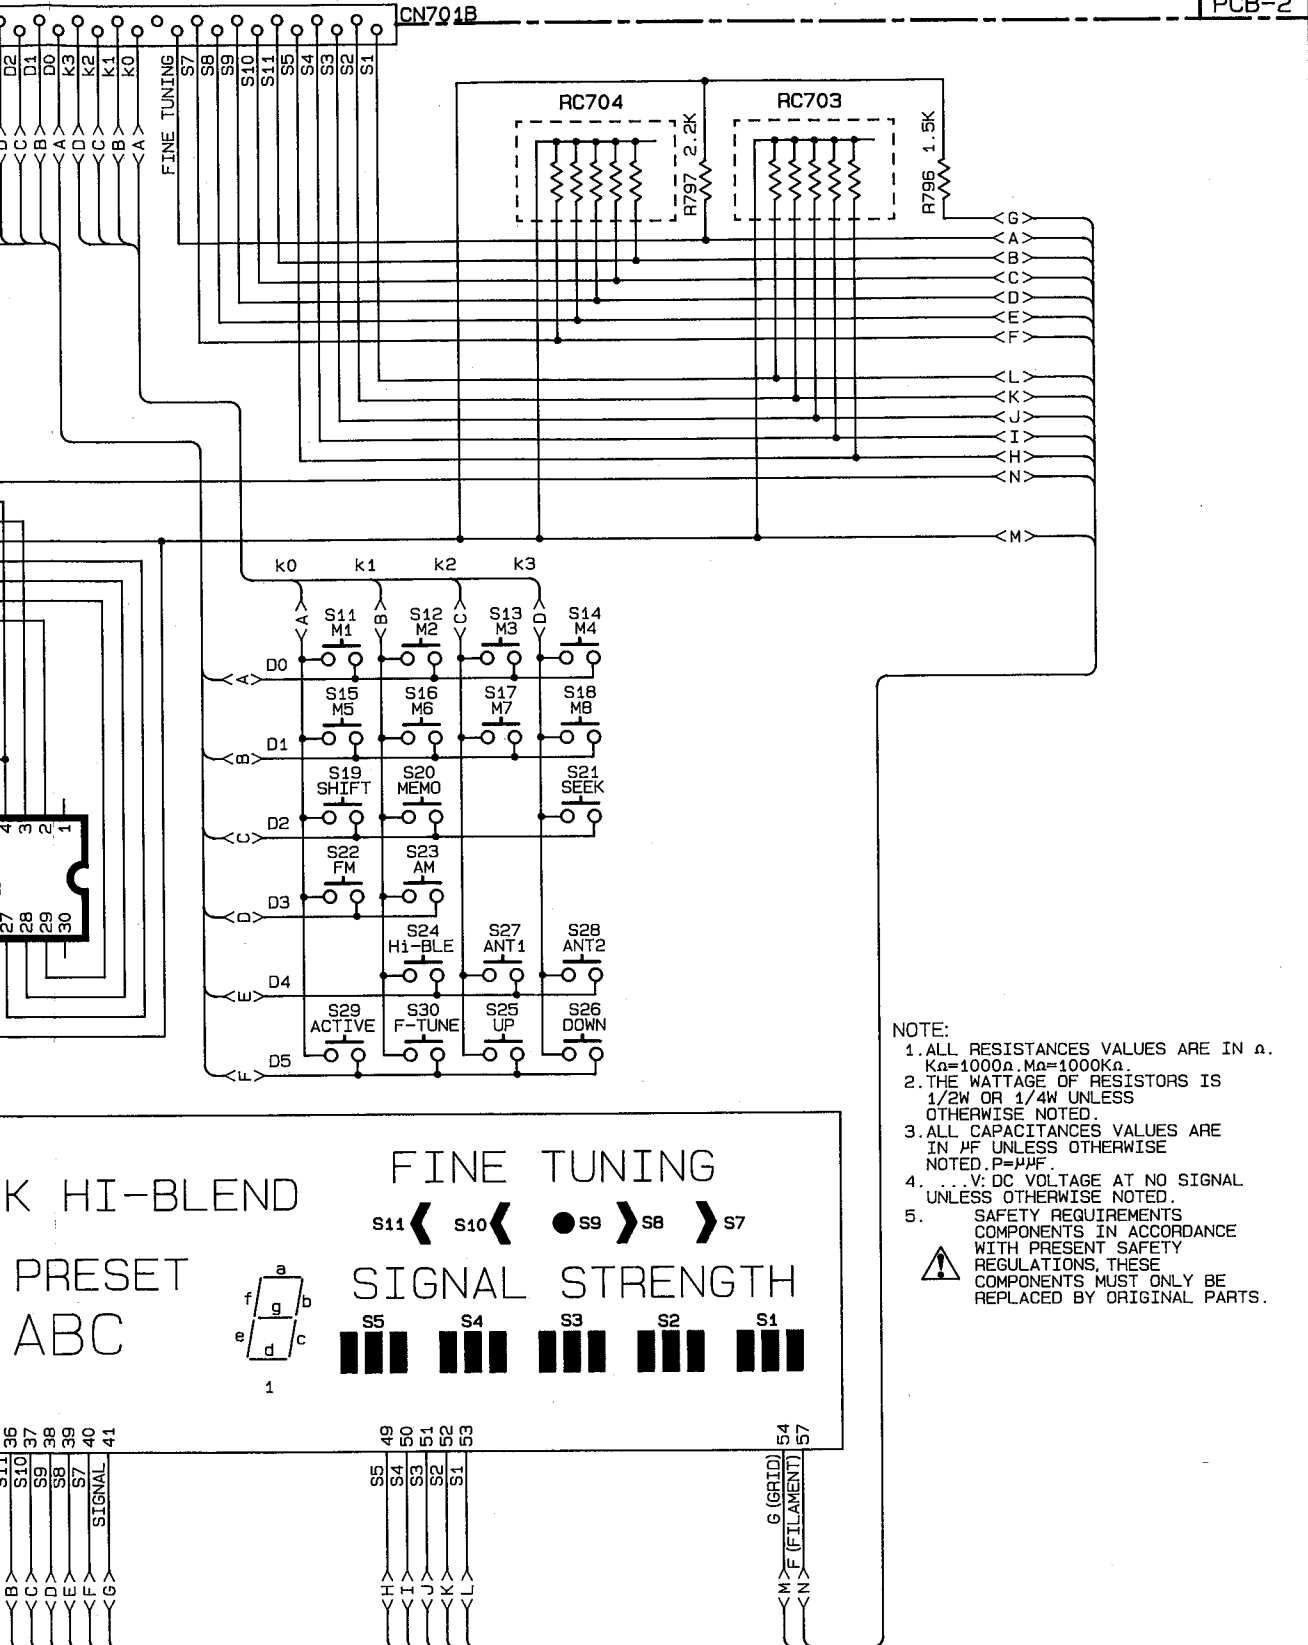 CN701B
PCB-2
D2 D1 D0 k3 k2 k1 k0 FINE TUNING S7 S8 S9 S10 S11 S5 S4 S3 S2 S1
C B A D C B A
RC704
R797 2.2K
RC703
R796 1.5K
G
A
B
C
D
E
F
L
K
J
I
H
N
M
k0 k1 k2 k3
A B C D
S11 S12 S13 S14
M1 M2 M3 M4
A D0
S15 S16 S17 S18
M5 M6 M7 M8
B D1
S19 S20 S21
SHIFT MEMO SEEK
C D2
S22 S23
FM AM
D D3
S24 S27 S28
Hi-BLE ANT1 ANT2
E D4
S29 S30 S25 S26
ACTIVE F-TUNE UP DOWN
F D5
4 3 2 1
27 28 29 30
NOTE:
1.ALL RESISTANCES VALUES ARE IN Ω.
KΩ=1000Ω.MΩ=1000KΩ.
2.THE WATTAGE OF RESISTORS IS
1/2W OR 1/4W UNLESS
OTHERWISE NOTED.
3.ALL CAPACITANCES VALUES ARE
IN µF UNLESS OTHERWISE
NOTED.P=µµF.
4. ...V: DC VOLTAGE AT NO SIGNAL
UNLESS OTHERWISE NOTED.
5. SAFETY REQUIREMENTS
COMPONENTS IN ACCORDANCE
WITH PRESENT SAFETY
REGULATIONS, THESE
COMPONENTS MUST ONLY BE
REPLACED BY ORIGINAL PARTS.
K HI-BLEND
FINE TUNING
S11 S10 S9 S8 S7
PRESET
SIGNAL STRENGTH
ABC
a
f b
g
e c
d
1
S5 S4 S3 S2 S1
36 37 38 39 40 41
49 50 51 52 53
54 57
S11 S10 S9 S8 S7 SIGNAL
S5 S4 S3 S2 S1
G (GRID) F (FILAMENT)
B C D E F G
H I J K L
M N